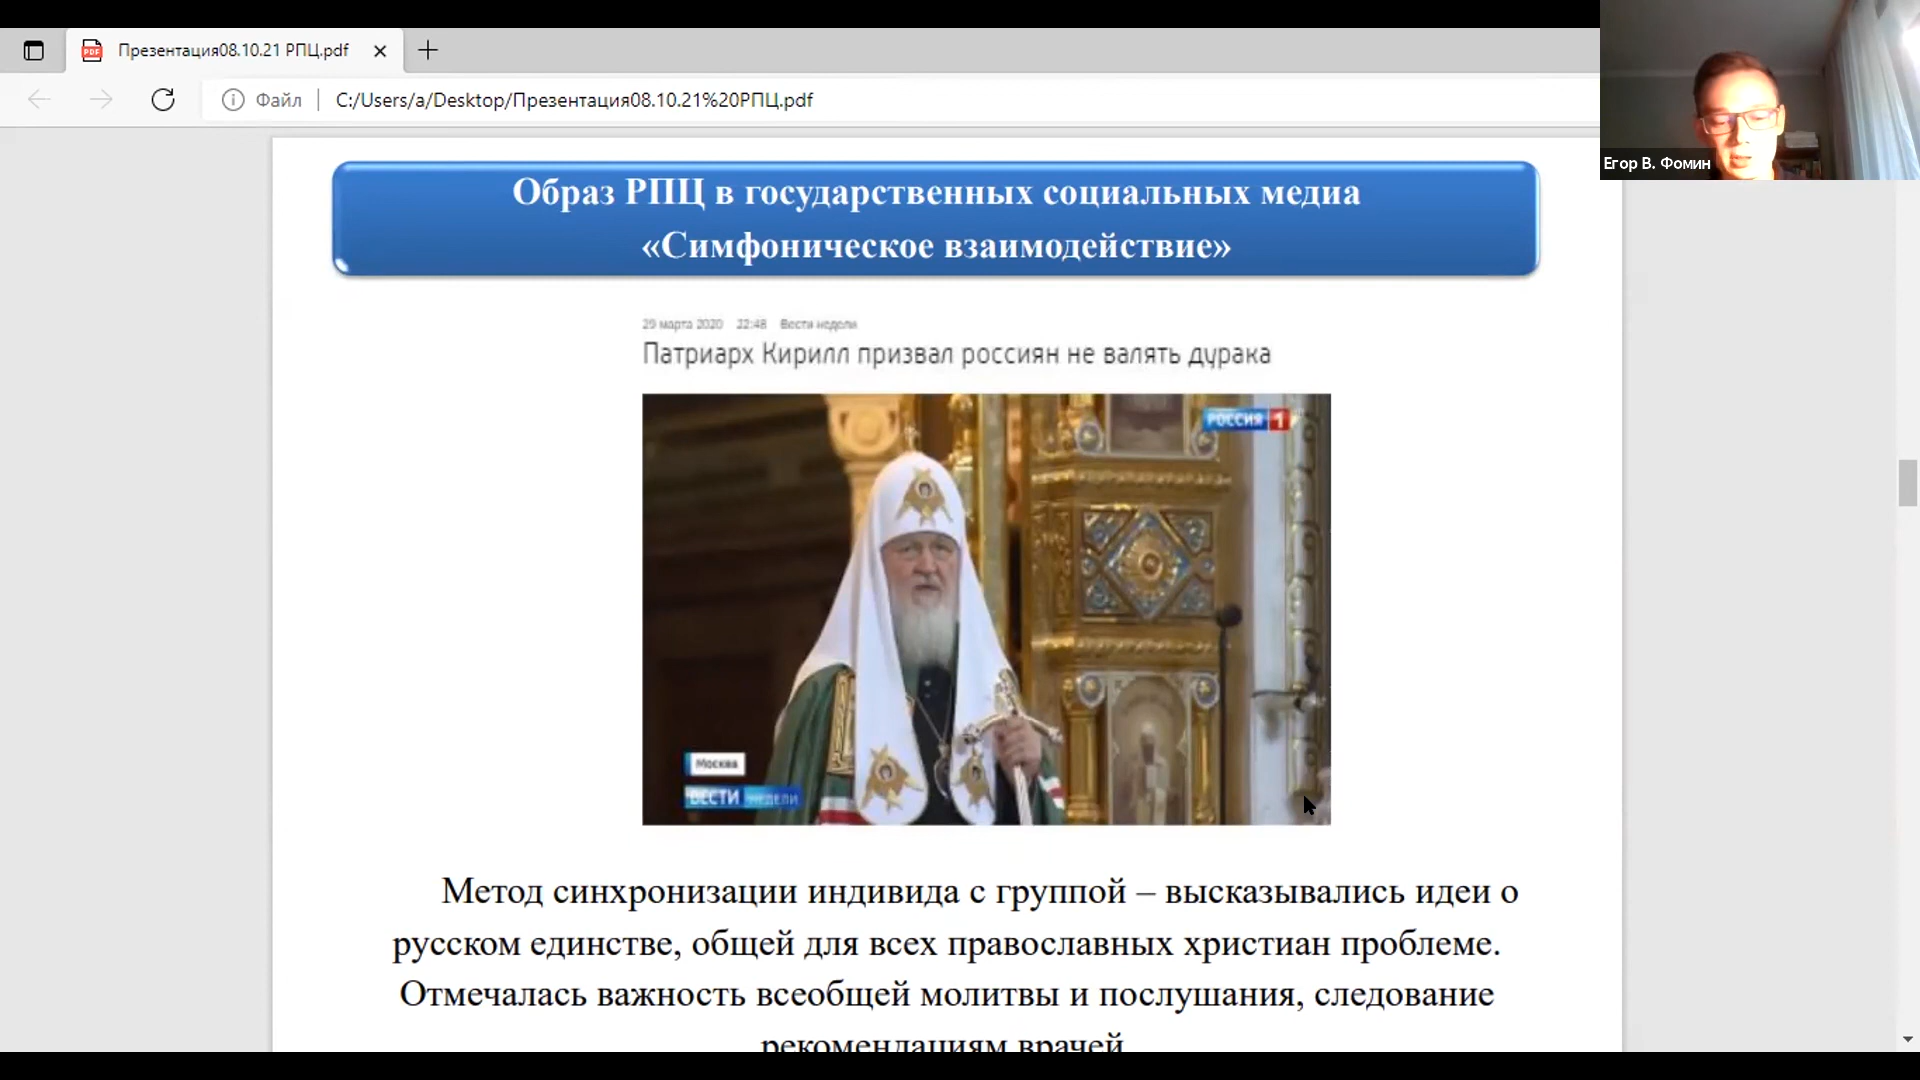 Презентация08.10.21 РПЦ.pdf
Файл
C:/Users/a/Desktop/Презентация08.10.21%20РПЦ.pdf
Егор В. Фомин
Образ РПЦ в государственных социальных медиа
«Симфоническое взаимодействие»
29 марта 2020 22:48 Вести недели
Патриарх Кирилл призвал россиян не валять дурака
РОССИЯ 1
Москва
ВЕСТИ НЕДЕЛИ
Метод синхронизации индивида с группой – высказывались идеи о
русском единстве, общей для всех православных христиан проблеме.
Отмечалась важность всеобщей молитвы и послушания, следование
рекомендациям врачей